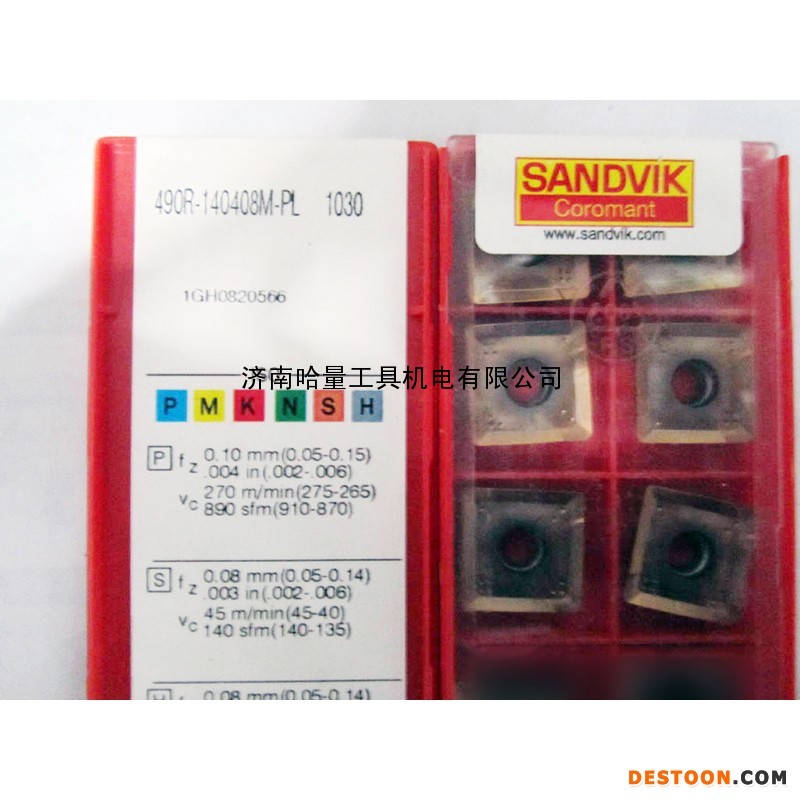 490R-140408M-PL 1030
1GH0820566
济南哈量工具机电有限公司
P M K N S H
P fz 0.10 mm(0.05-0.15)
.004 in(.002-.006)
vc 270 m/min(275-265)
890 sfm(910-870)
S fz 0.08 mm(0.05-0.14)
.003 in(.002-.006)
vc 45 m/min(45-40)
140 sfm(140-135)
H f 0.08 mm(0.05-0.14)
SANDVIK
Coromant
www.sandvik.com
DESTOON.COM